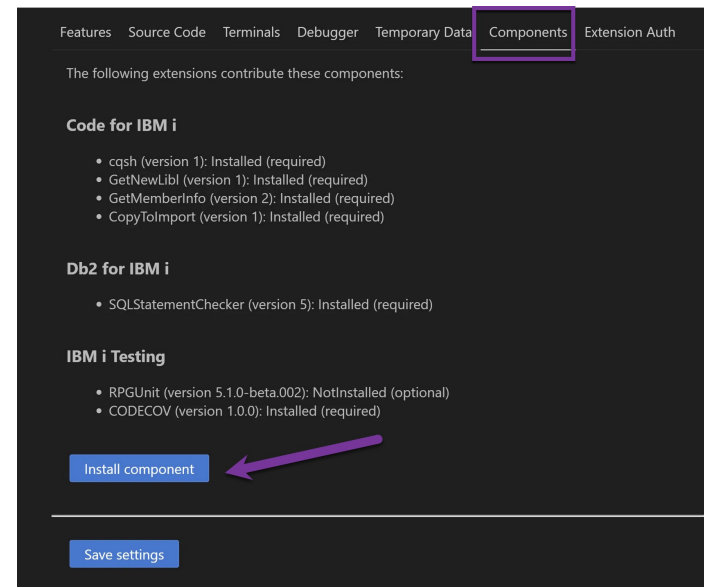 Features Source Code Terminals Debugger Temporary Data Components Extension Auth
The following extensions contribute these components:
Code for IBM i
• cqsh (version 1): Installed (required)
• GetNewLibl (version 1): Installed (required)
• GetMemberInfo (version 2): Installed (required)
• CopyToImport (version 1): Installed (required)
Db2 for IBM i
• SQLStatementChecker (version 5): Installed (required)
IBM i Testing
• RPGUnit (version 5.1.0-beta.002): NotInstalled (optional)
• CODECOV (version 1.0.0): Installed (required)
Install component
Save settings